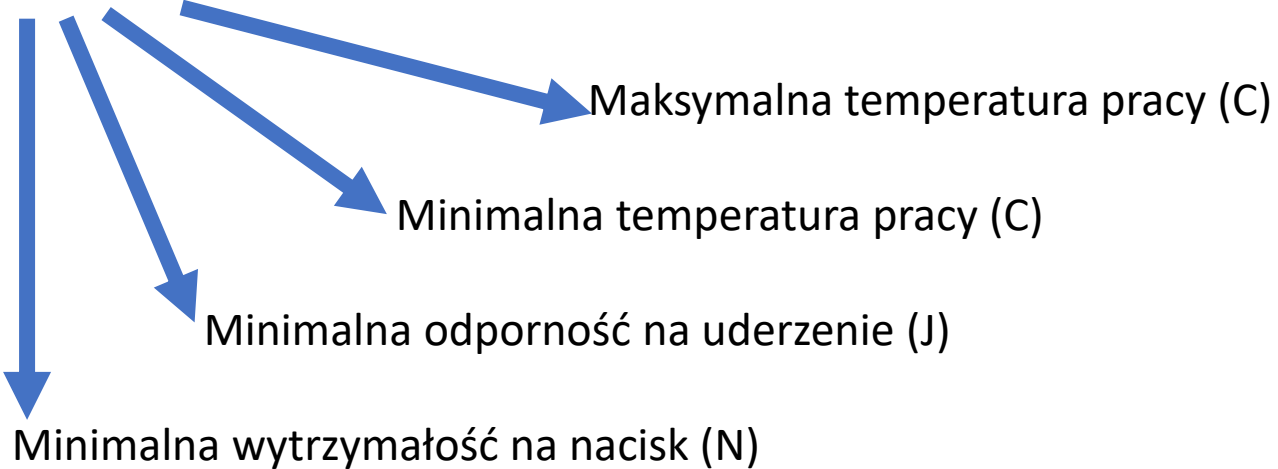 Maksymalna temperatura pracy (C)
Minimalna temperatura pracy (C)
Minimalna odporność na uderzenie (J)
Minimalna wytrzymałość na nacisk (N)